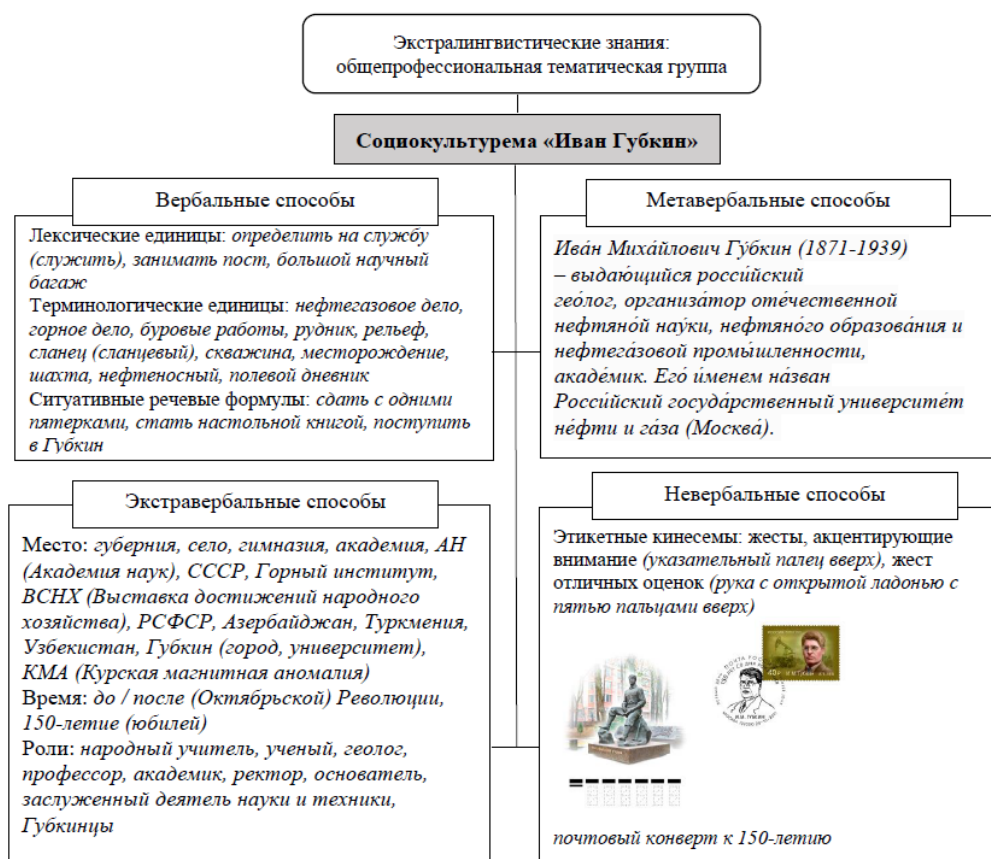 Экстралингвистические знания:
общепрофессиональная тематическая группа
Социокультурема «Иван Губкин»
Вербальные способы
Лексические единицы: определить на службу
(служить), занимать пост, большой научный
багаж
Терминологические единицы: нефтегазовое дело,
горное дело, буровые работы, рудник, рельеф,
сланец (сланцевый), скважина, месторождение,
шахта, нефтеносный, полевой дневник
Ситуативные речевые формулы: сдать с одними
пятерками, стать настольной книгой, поступить
в Губкин
Метавербальные способы
Ива́н Миха́йлович Гу́бкин (1871-1939)
– выдаю́щийся росси́йский
гео́лог, организа́тор оте́чественной
нефтяно́й нау́ки, нефтяно́го образова́ния и
нефтега́зовой промы́шленности,
акаде́мик. Его́ и́менем на́зван
Росси́йский госуда́рственный университе́т
не́фти и га́за (Москва́).
Экстравербальные способы
Место: губерния, село, гимназия, академия, АН
(Академия наук), СССР, Горный институт,
ВСНХ (Выставка достижений народного
хозяйства), РСФСР, Азербайджан, Туркмения,
Узбекистан, Губкин (город, университет),
КМА (Курская магнитная аномалия)
Время: до / после (Октябрьской) Революции,
150-летие (юбилей)
Роли: народный учитель, ученый, геолог,
профессор, академик, ректор, основатель,
заслуженный деятель науки и техники,
Губкинцы
Невербальные способы
Этикетные кинесемы: жесты, акцентирующие
внимание (указательный палец вверх), жест
отличных оценок (рука с открытой ладонью с
пятью пальцами вверх)
почтовый конверт к 150-летию